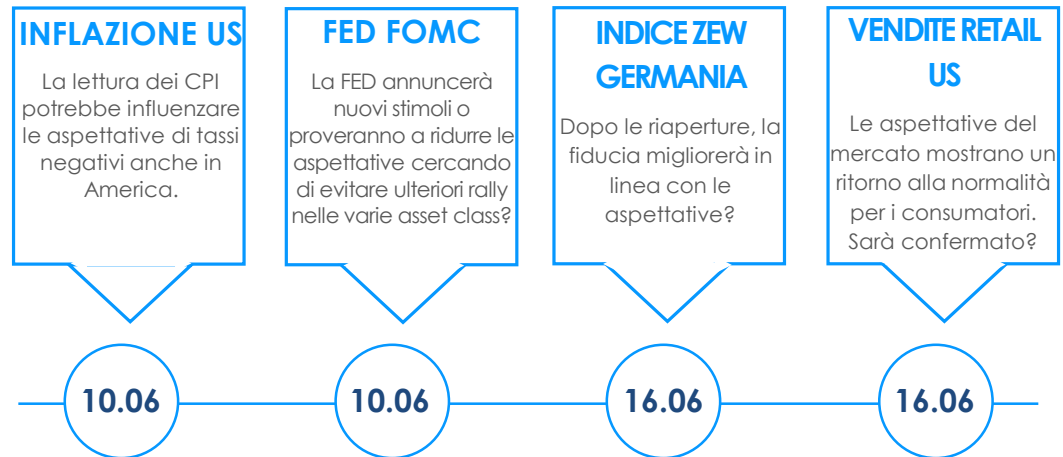 INFLAZIONE US
La lettura dei CPI
potrebbe influenzare
le aspettative di tassi
negativi anche in
America.
FED FOMC
La FED annuncerà
nuovi stimoli o
proveranno a ridurre le
aspettative cercando
di evitare ulteriori rally
nelle varie asset class?
INDICE ZEW
GERMANIA
Dopo le riaperture, la
fiducia migliorerà in
linea con le
aspettative?
VENDITE RETAIL
US
Le aspettative del
mercato mostrano un
ritorno alla normalità
per i consumatori.
Sarà confermato?
10.06
10.06
16.06
16.06